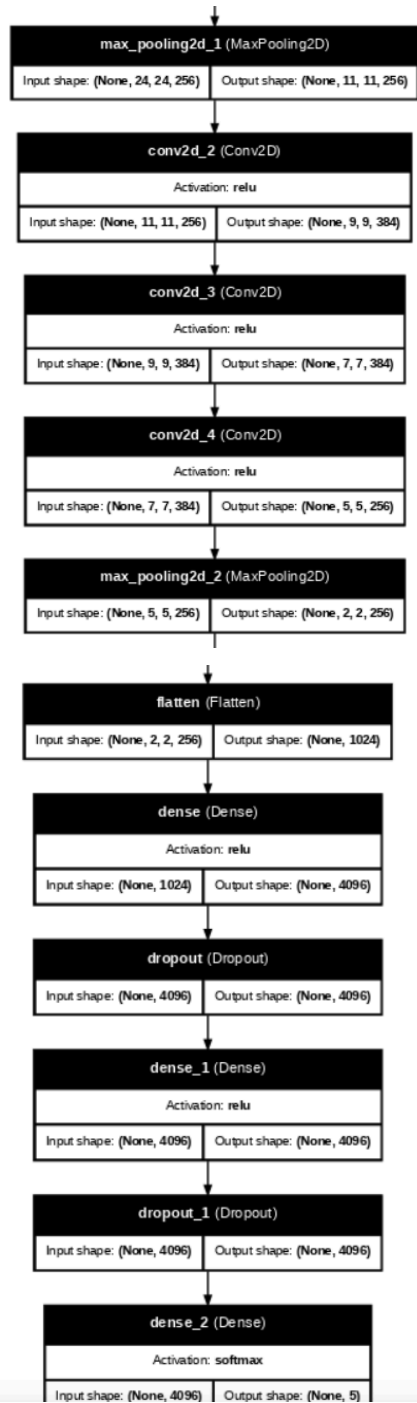 max_pooling2d_1 (MaxPooling2D)
Input shape: (None, 24, 24, 256) Output shape: (None, 11, 11, 256)
conv2d_2 (Conv2D)
Activation: relu
Input shape: (None, 11, 11, 256) Output shape: (None, 9, 9, 384)
conv2d_3 (Conv2D)
Activation: relu
Input shape: (None, 9, 9, 384) Output shape: (None, 7, 7, 384)
conv2d_4 (Conv2D)
Activation: relu
Input shape: (None, 7, 7, 384) Output shape: (None, 5, 5, 256)
max_pooling2d_2 (MaxPooling2D)
Input shape: (None, 5, 5, 256) Output shape: (None, 2, 2, 256)
flatten (Flatten)
Input shape: (None, 2, 2, 256) Output shape: (None, 1024)
dense (Dense)
Activation: relu
Input shape: (None, 1024) Output shape: (None, 4096)
dropout (Dropout)
Input shape: (None, 4096) Output shape: (None, 4096)
dense_1 (Dense)
Activation: relu
Input shape: (None, 4096) Output shape: (None, 4096)
dropout_1 (Dropout)
Input shape: (None, 4096) Output shape: (None, 4096)
dense_2 (Dense)
Activation: softmax
Input shape: (None, 4096) Output shape: (None, 5)